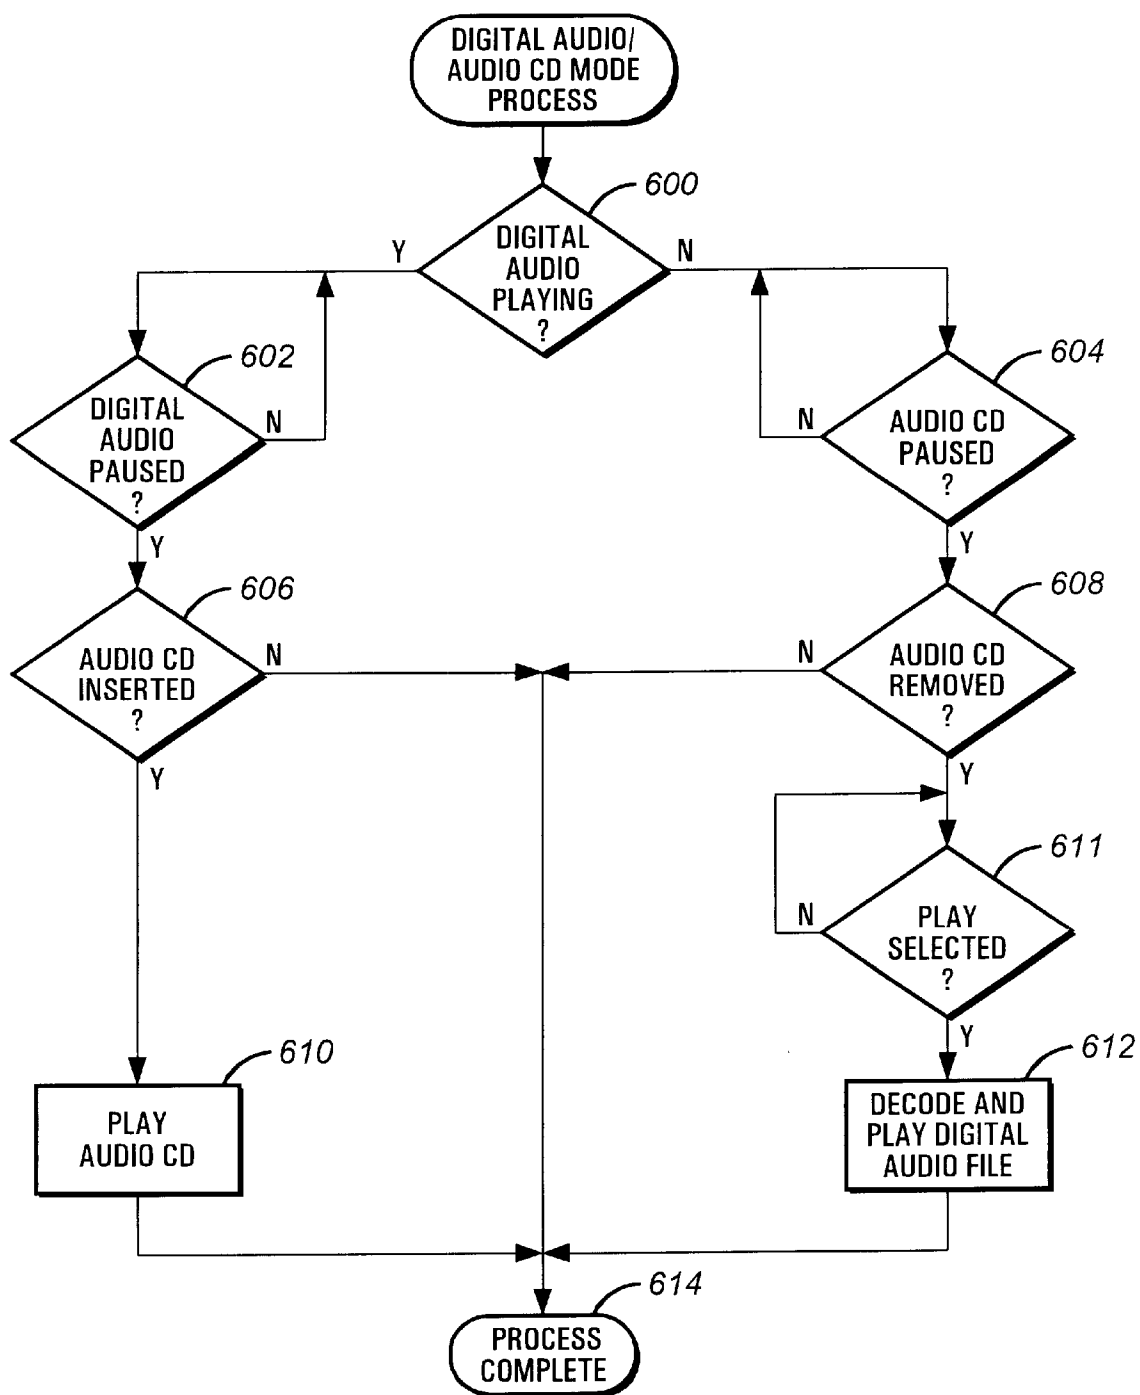 DIGITAL AUDIO/
AUDIO CD MODE
PROCESS
600
DIGITAL
AUDIO
PLAYING
?
Y
N
602
DIGITAL
AUDIO
PAUSED
?
N
Y
604
AUDIO CD
PAUSED
?
N
Y
606
AUDIO CD
INSERTED
?
N
Y
608
AUDIO CD
REMOVED
?
N
Y
611
PLAY
SELECTED
?
N
Y
610
PLAY
AUDIO CD
612
DECODE AND
PLAY DIGITAL
AUDIO FILE
614
PROCESS
COMPLETE